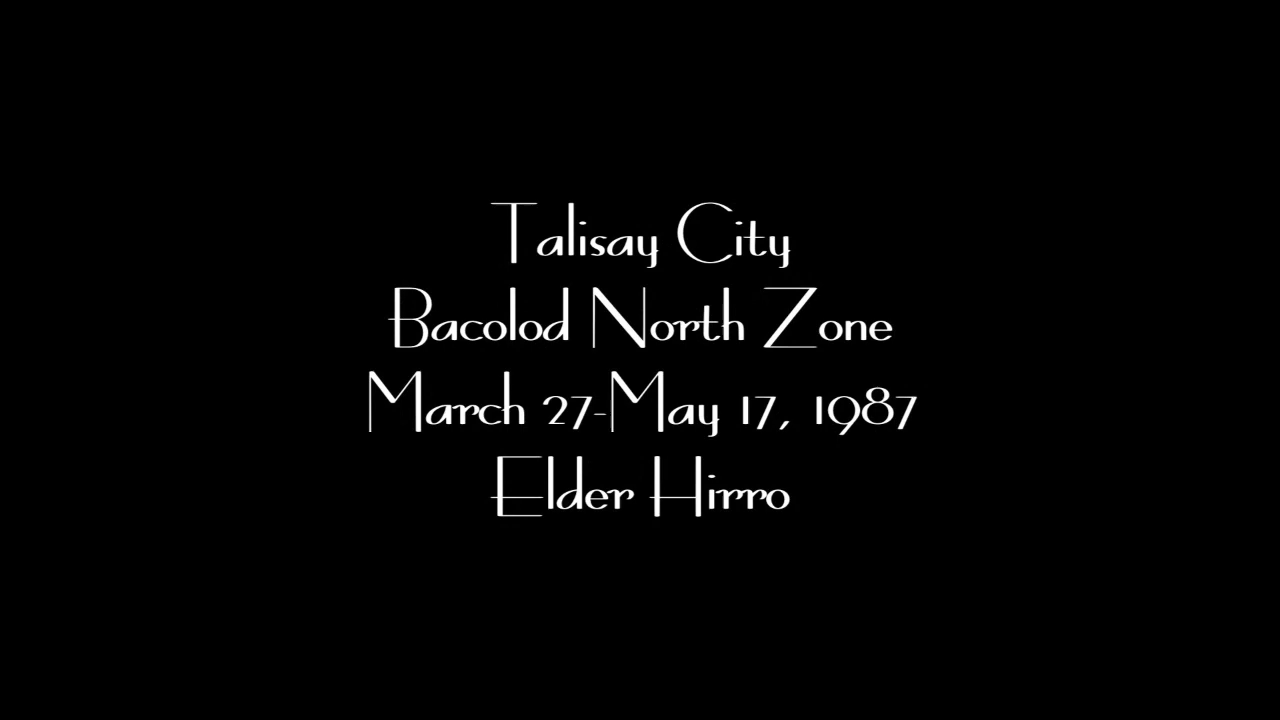 Talisay City
Bacolod North Zone
March 27-May 17, 1987
Elder Hirro